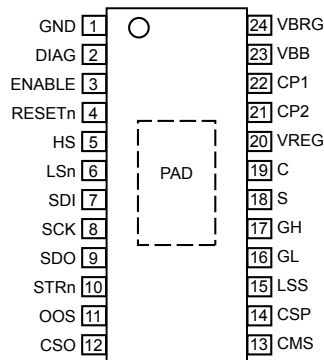 GND 1 24 VBRG
DIAG 2 23 VBB
ENABLE 3 22 CP1
RESETn 4 21 CP2
HS 5 20 VREG
LSn 6 19 C
PAD
SDI 7 18 S
SCK 8 17 GH
SDO 9 16 GL
STRn 10 15 LSS
OOS 11 14 CSP
CSO 12 13 CMS